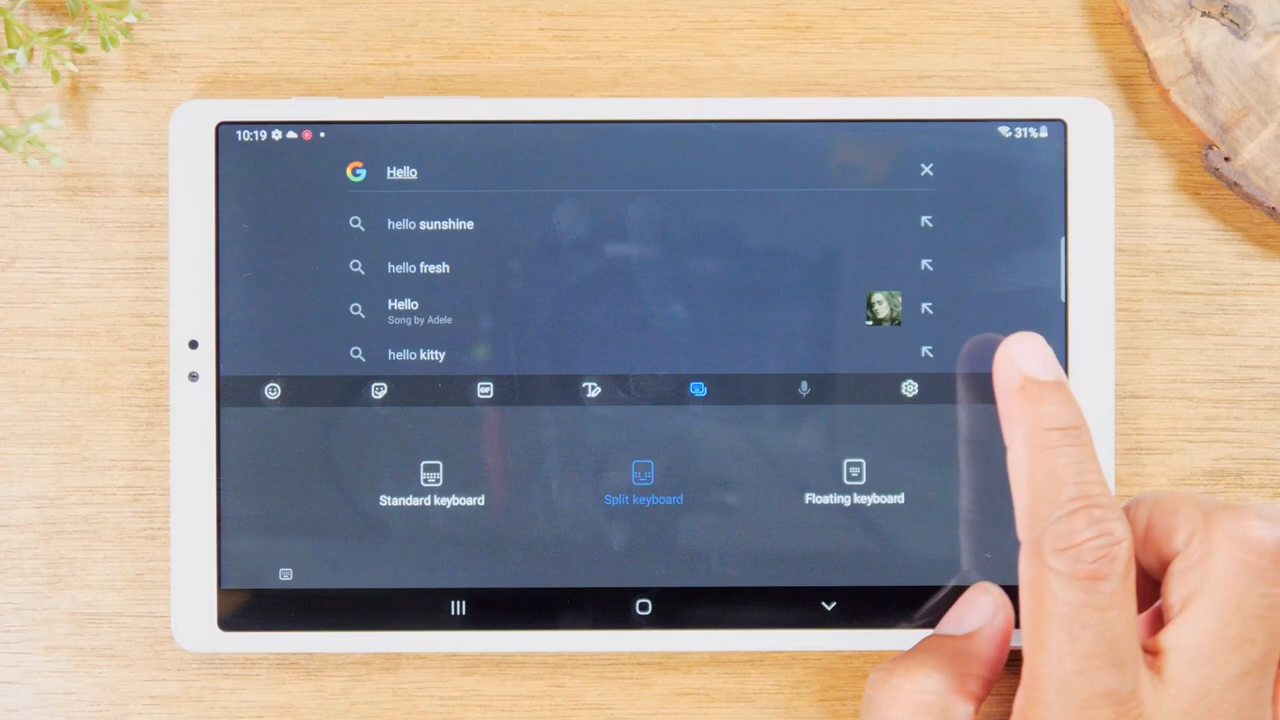 10:19
31%
Hello
hello sunshine
hello fresh
Hello
Song by Adele
hello kitty
GIF
Standard keyboard
Split keyboard
Floating keyboard